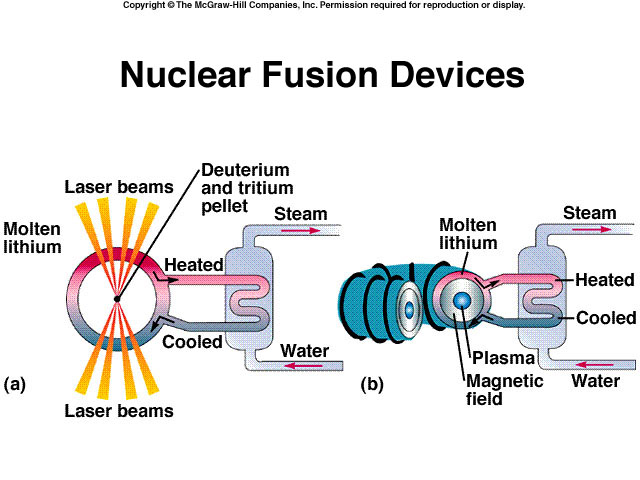 Copyright © The McGraw-Hill Companies, Inc. Permission required for reproduction or display.
Nuclear Fusion Devices
Laser beams
Deuterium
and tritium
pellet
Molten
lithium
Steam
Heated
Cooled
Water
(a)
Laser beams
Molten
lithium
Steam
Heated
Cooled
Plasma
Magnetic
field
Water
(b)